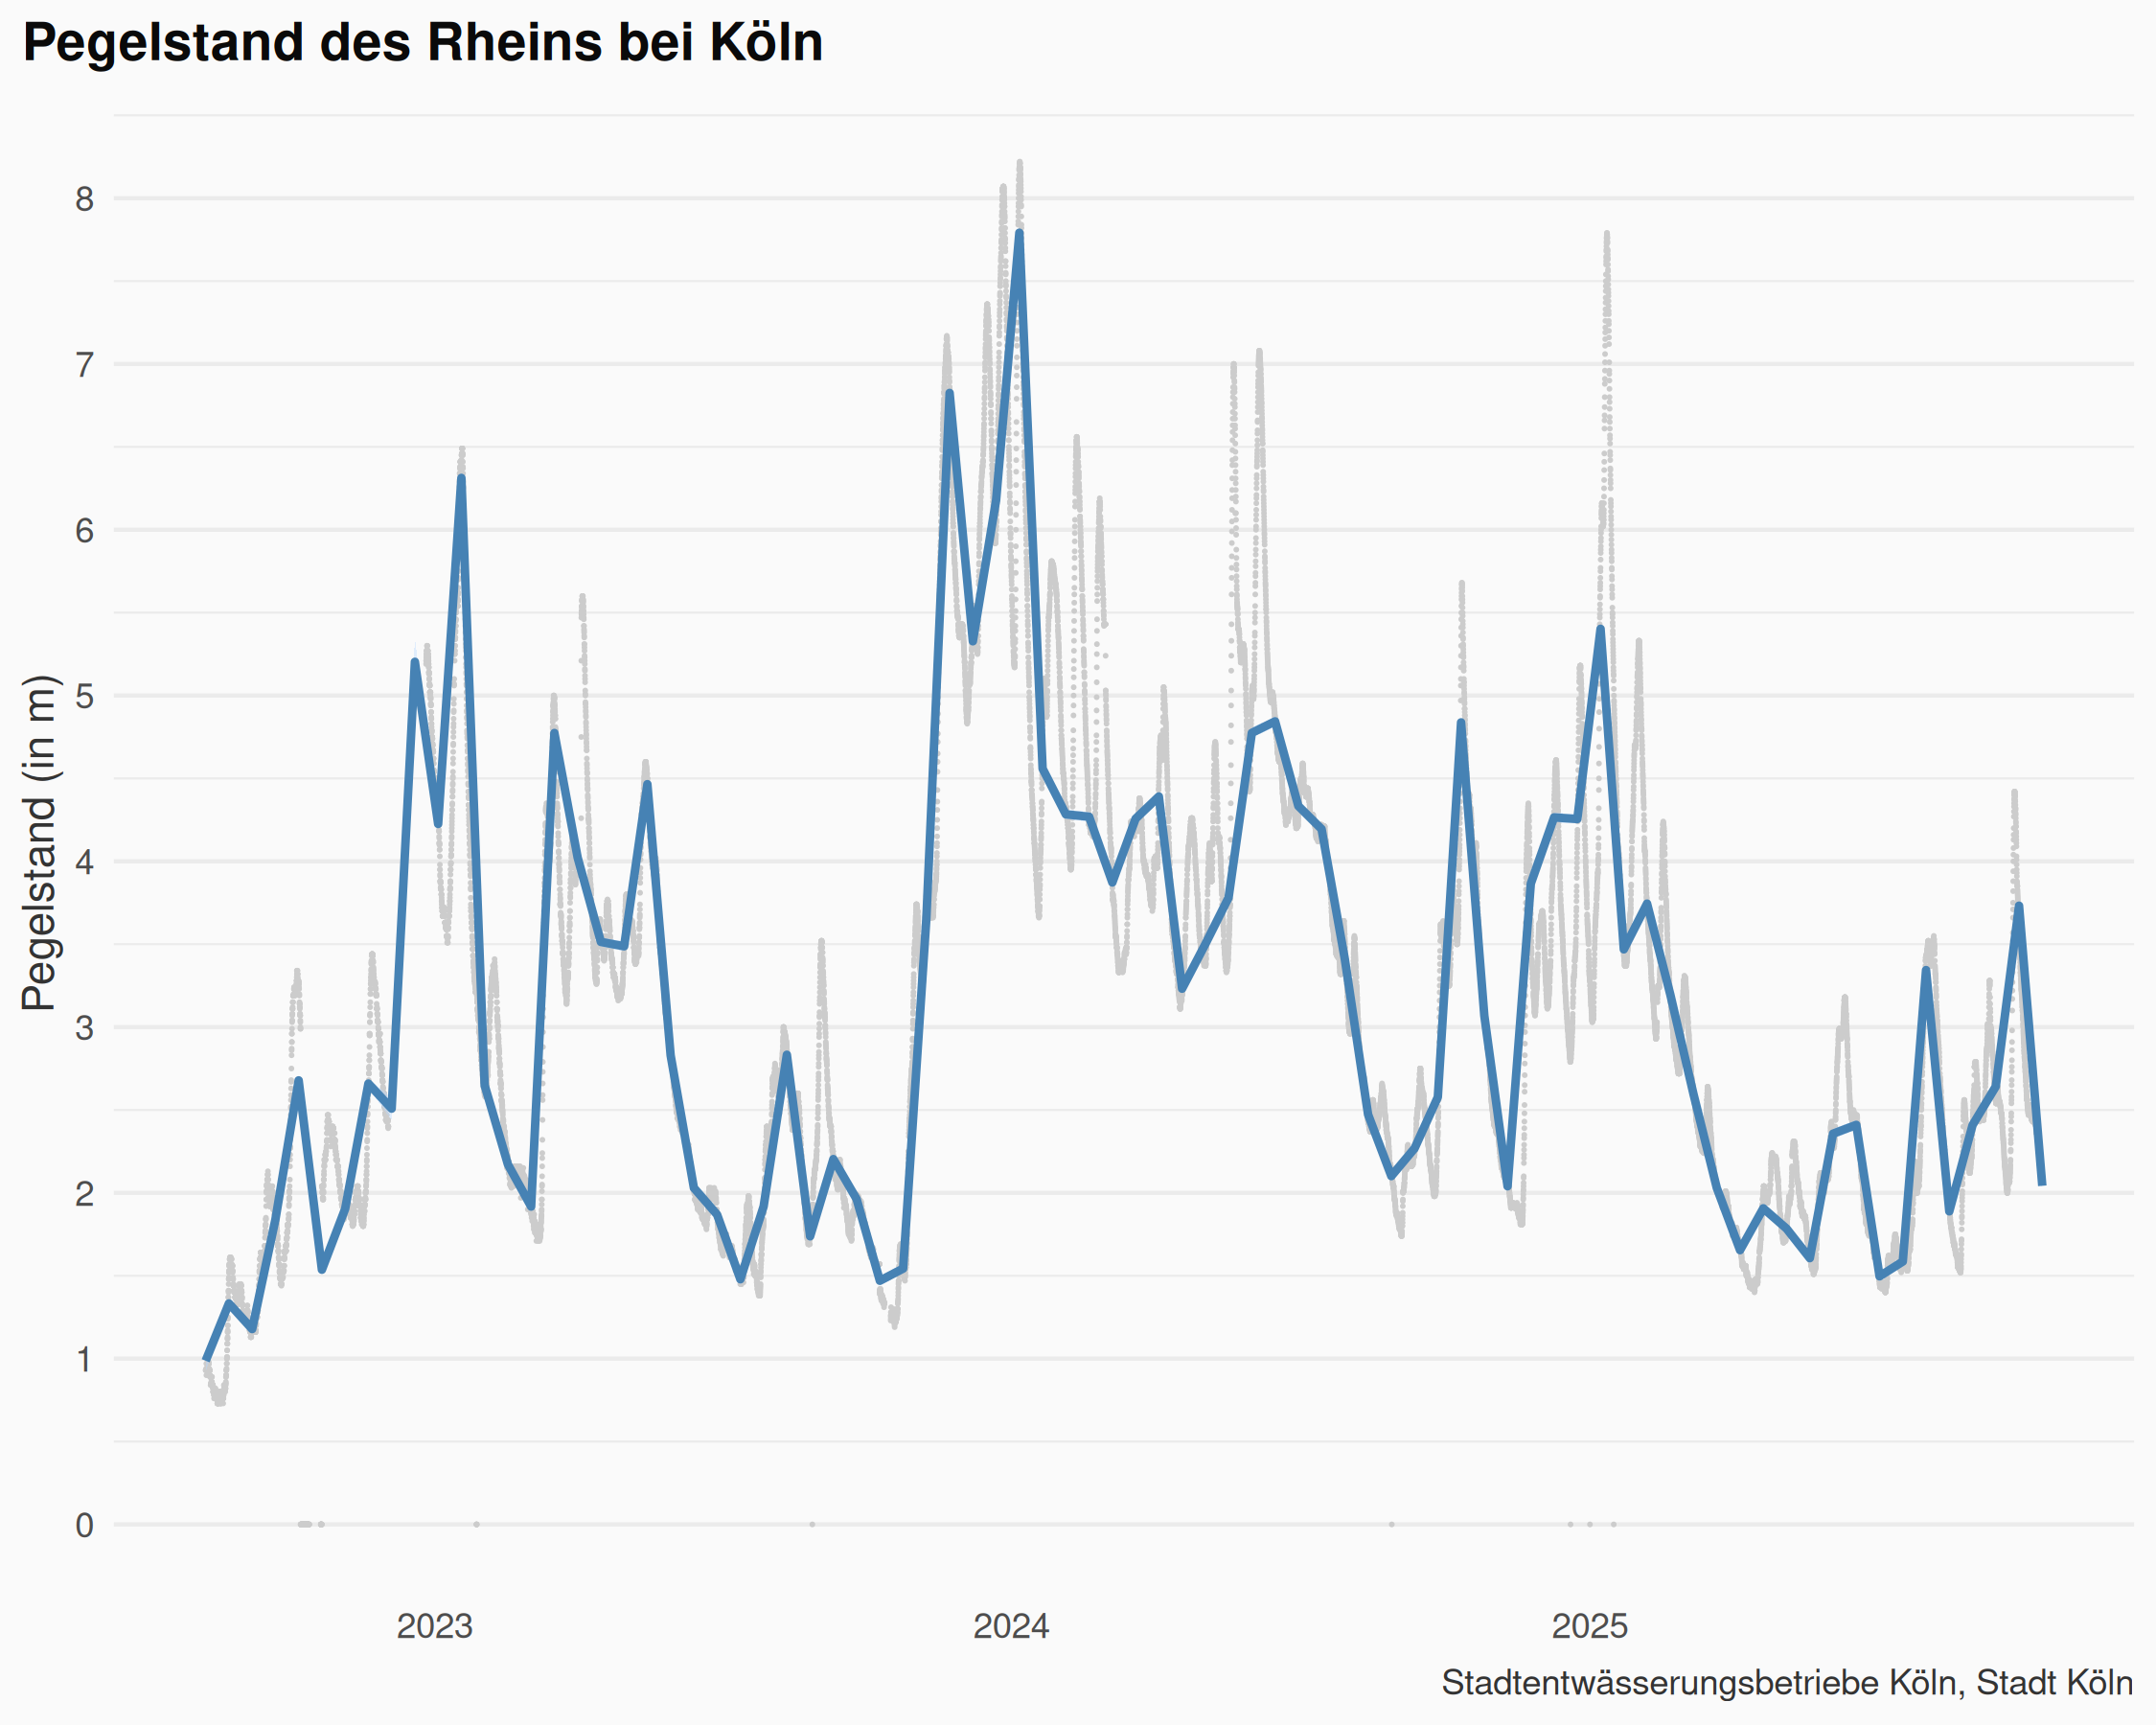 Pegelstand des Rheins bei Köln
Pegelstand (in m)
8
7
6
5
4
3
2
1
0
2023 2024 2025
Stadtentwässerungsbetriebe Köln, Stadt Köln